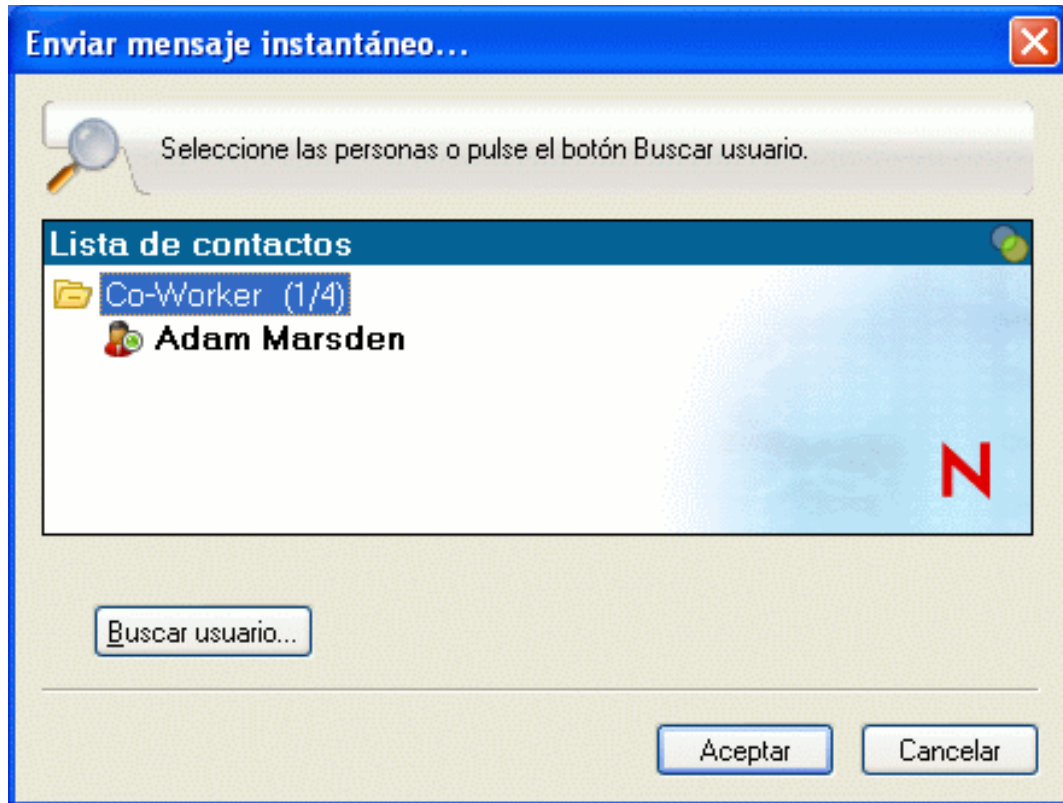 Enviar mensaje instantáneo...
Seleccione las personas o pulse el botón Buscar usuario.
Lista de contactos
Co-Worker (1/4)
Adam Marsden
N
Buscar usuario...
Aceptar
Cancelar